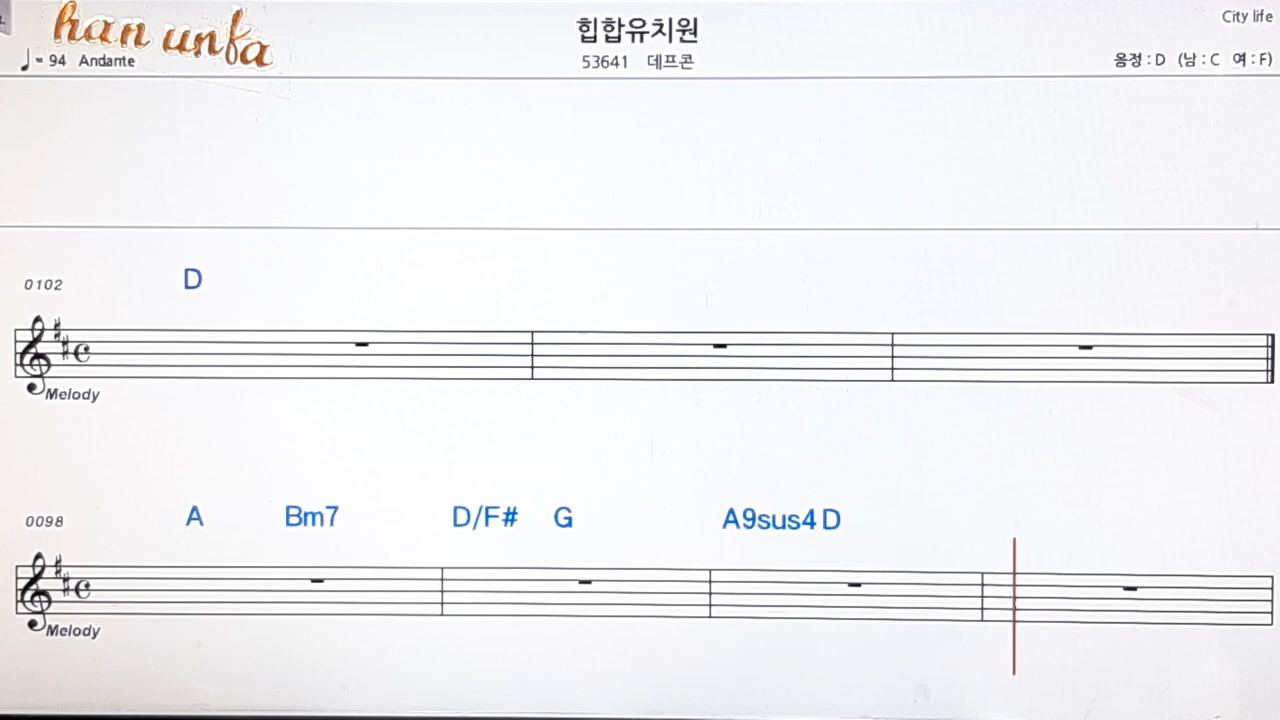 han unfa
힙합유치원
City life
♩= 94 Andante
53641 데프콘
음정 : D (남 : C 여 : F)
0102
D
Melody
0098
A Bm7 D/F# G A9sus4 D
Melody